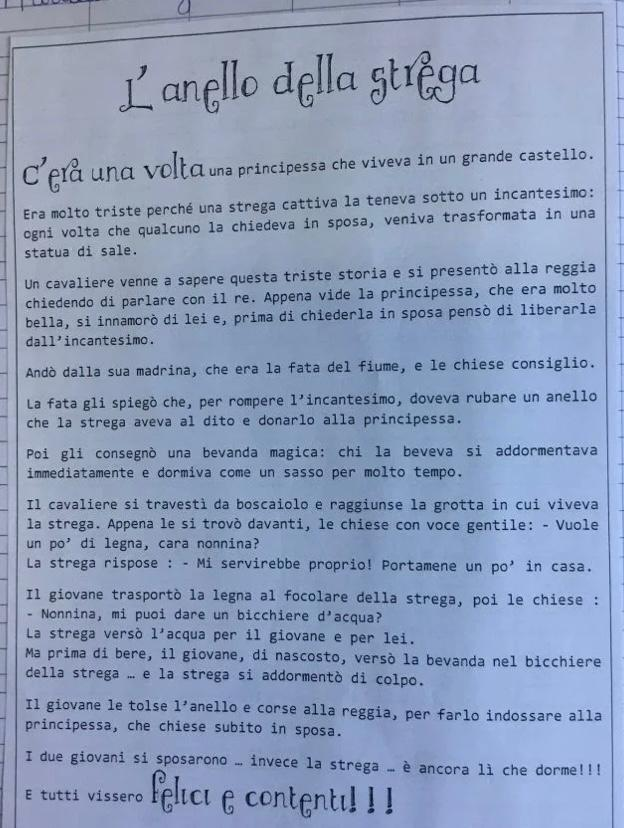 L'anello della strega
C'era una volta una principessa che viveva in un grande castello.
Era molto triste perché una strega cattiva la teneva sotto un incantesimo:
ogni volta che qualcuno la chiedeva in sposa, veniva trasformata in una
statua di sale.
Un cavaliere venne a sapere questa triste storia e si presentò alla reggia
chiedendo di parlare con il re. Appena vide la principessa, che era molto
bella, si innamorò di lei e, prima di chiederla in sposa pensò di liberarla
dall'incantesimo.
Andò dalla sua madrina, che era la fata del fiume, e le chiese consiglio.
La fata gli spiegò che, per rompere l'incantesimo, doveva rubare un anello
che la strega aveva al dito e donarlo alla principessa.
Poi gli consegnò una bevanda magica: chi la beveva si addormentava
immediatamente e dormiva come un sasso per molto tempo.
Il cavaliere si travestì da boscaiolo e raggiunse la grotta in cui viveva
la strega. Appena le si trovò davanti, le chiese con voce gentile: - Vuole
un po' di legna, cara nonnina?
La strega rispose : - Mi servirebbe proprio! Portamene un po' in casa.
Il giovane trasportò la legna al focolare della strega, poi le chiese :
- Nonnina, mi puoi dare un bicchiere d'acqua?
La strega versò l'acqua per il giovane e per lei.
Ma prima di bere, il giovane, di nascosto, versò la bevanda nel bicchiere
della strega … e la strega si addormentò di colpo.
Il giovane le tolse l'anello e corse alla reggia, per farlo indossare alla
principessa, che chiese subito in sposa.
I due giovani si sposarono … invece la strega … è ancora lì che dorme!!!
E tutti vissero felici e contenti!!!